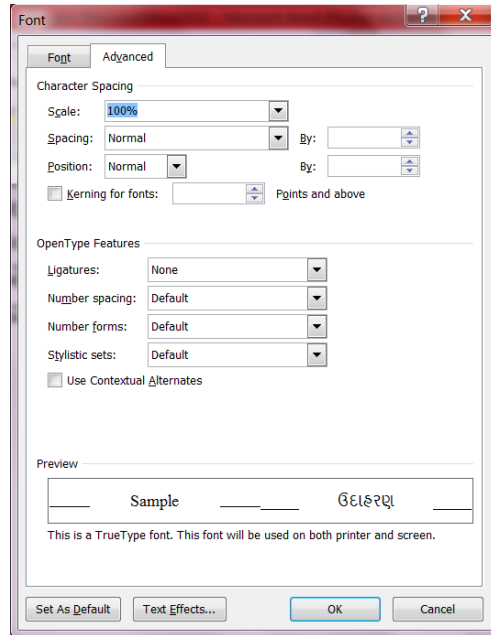 Font
Font Advanced
Character Spacing
Scale: 100%
Spacing: Normal By:
Position: Normal By:
Kerning for fonts: Points and above
OpenType Features
Ligatures: None
Number spacing: Default
Number forms: Default
Stylistic sets: Default
Use Contextual Alternates
Preview
Sample ઉદાહરણ
This is a TrueType font. This font will be used on both printer and screen.
Set As Default Text Effects... OK Cancel